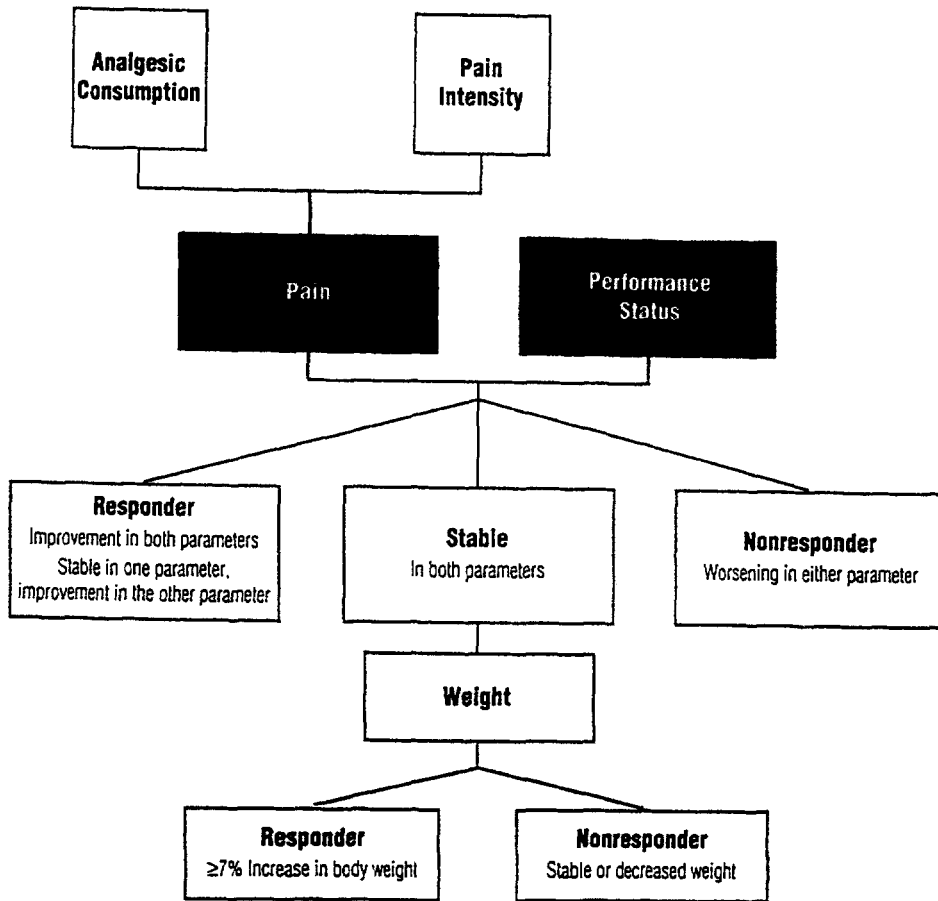 Analgesic
Consumption
Pain
Intensity
Pain
Performance
Status
Responder
Improvement in both parameters
Stable in one parameter,
improvement in the other parameter
Stable
In both parameters
Nonresponder
Worsening in either parameter
Weight
Responder
≥7% Increase in body weight
Nonresponder
Stable or decreased weight